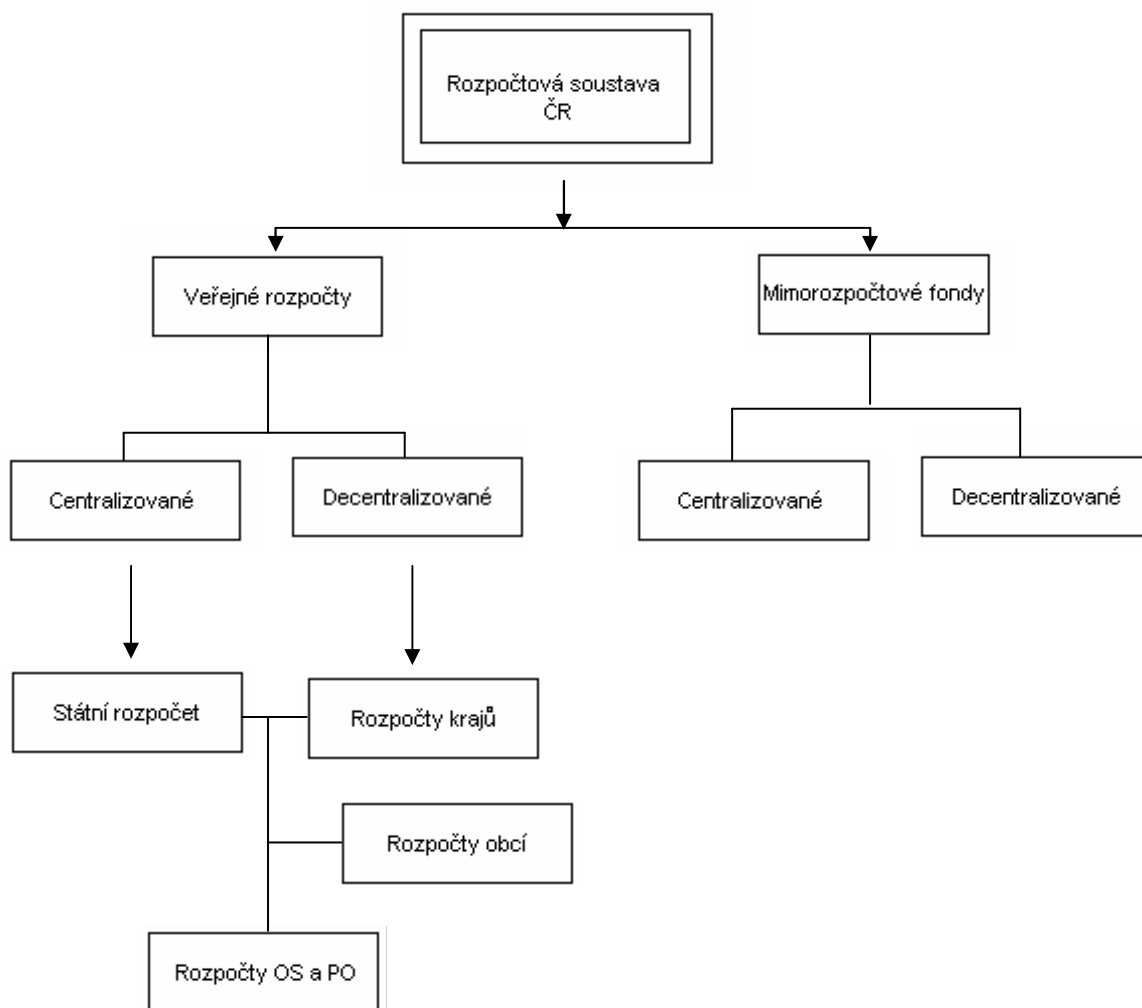 Rozpočtová soustava
ČR
Veřejné rozpočty
Mimorozpočtové fondy
Centralizované
Decentralizované
Centralizované
Decentralizované
Státní rozpočet
Rozpočty krajů
Rozpočty obcí
Rozpočty OS a PO